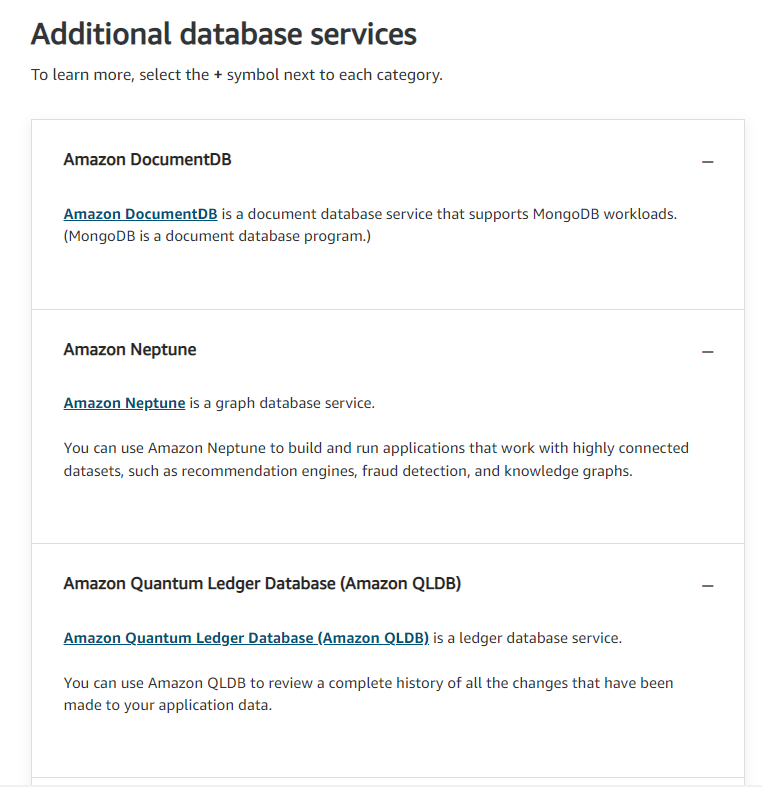 Additional database services
To learn more, select the + symbol next to each category.
Amazon DocumentDB
Amazon DocumentDB is a document database service that supports MongoDB workloads.
(MongoDB is a document database program.)
Amazon Neptune
Amazon Neptune is a graph database service.
You can use Amazon Neptune to build and run applications that work with highly connected
datasets, such as recommendation engines, fraud detection, and knowledge graphs.
Amazon Quantum Ledger Database (Amazon QLDB)
Amazon Quantum Ledger Database (Amazon QLDB) is a ledger database service.
You can use Amazon QLDB to review a complete history of all the changes that have been
made to your application data.